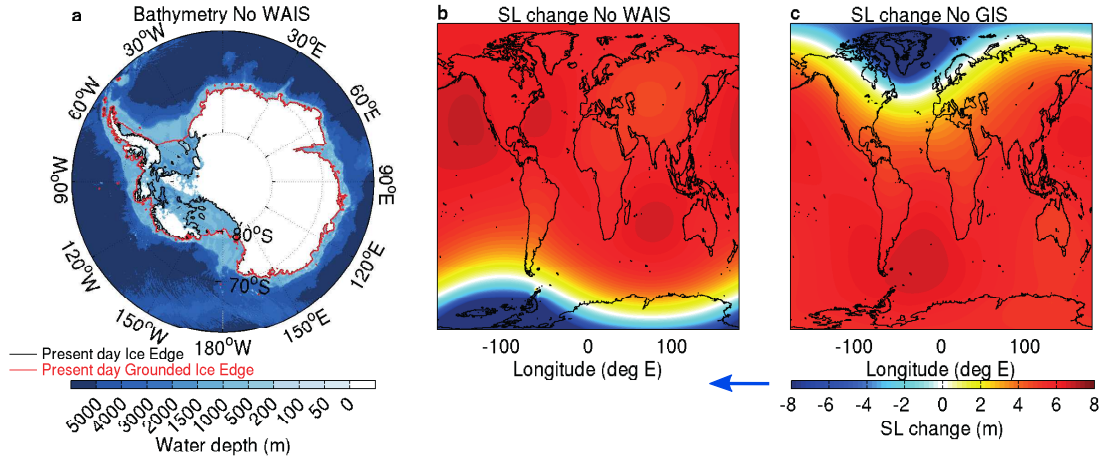 a
Bathymetry No WAIS
30°W
30°E
60°W
60°E
90°W
90°E
120°W
120°E
150°W
150°E
180°W
80°S
70°S
Present day Ice Edge
Present day Grounded Ice Edge
5000 4000 3000 2000 1500 1000 500 200 100 50 0
Water depth (m)
b
SL change No WAIS
-100 0 100
Longitude (deg E)
c
SL change No GIS
-100 0 100
Longitude (deg E)
-8 -6 -4 -2 0 2 4 6 8
SL change (m)